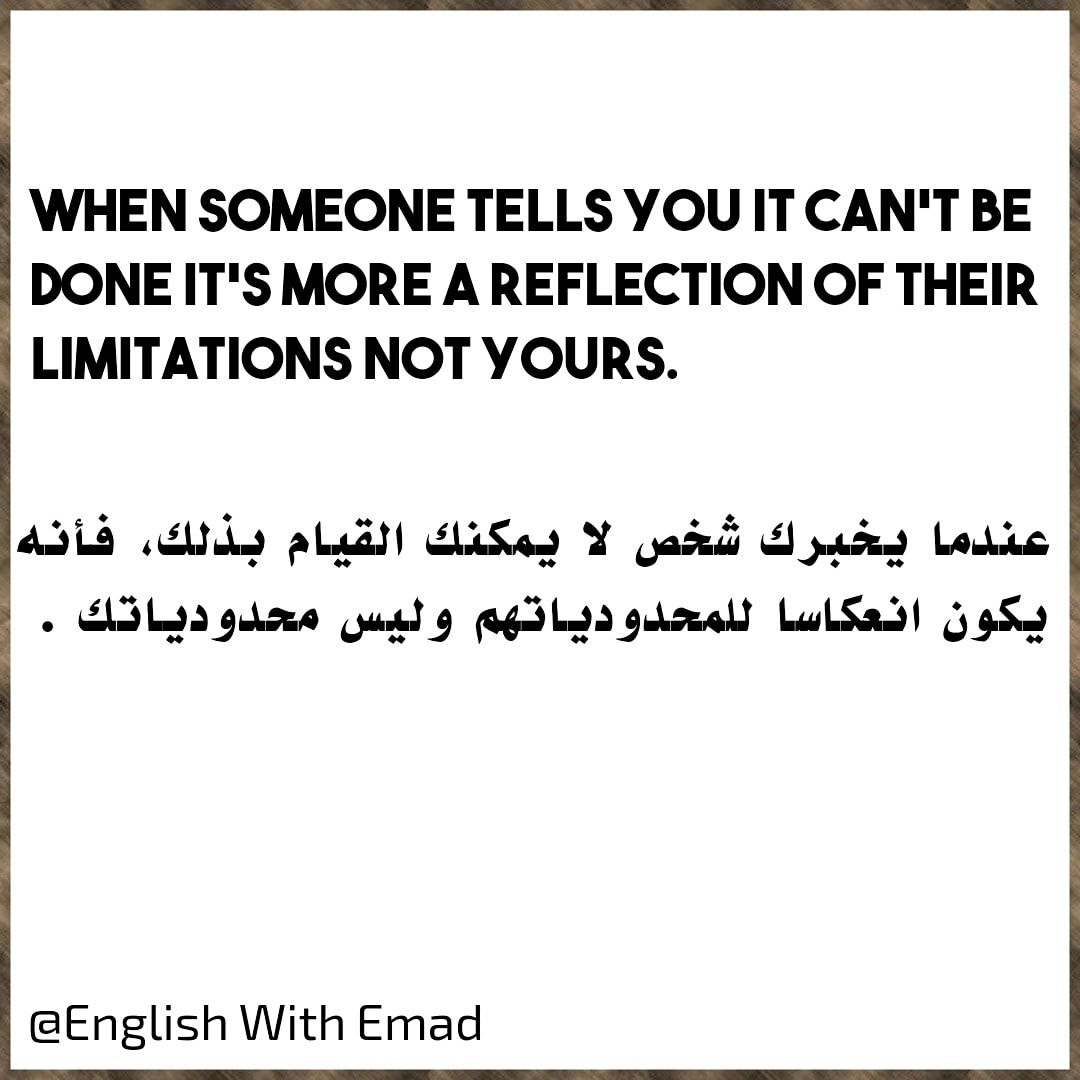 WHEN SOMEONE TELLS YOU IT CAN'T BE
DONE IT'S MORE A REFLECTION OF THEIR
LIMITATIONS NOT YOURS.
عندما يخبرك شخص لا يمكنك القيام بذلك، فأنه
يكون انعكاسا للمحدودياتهم وليس محدودياتك .
@English With Emad